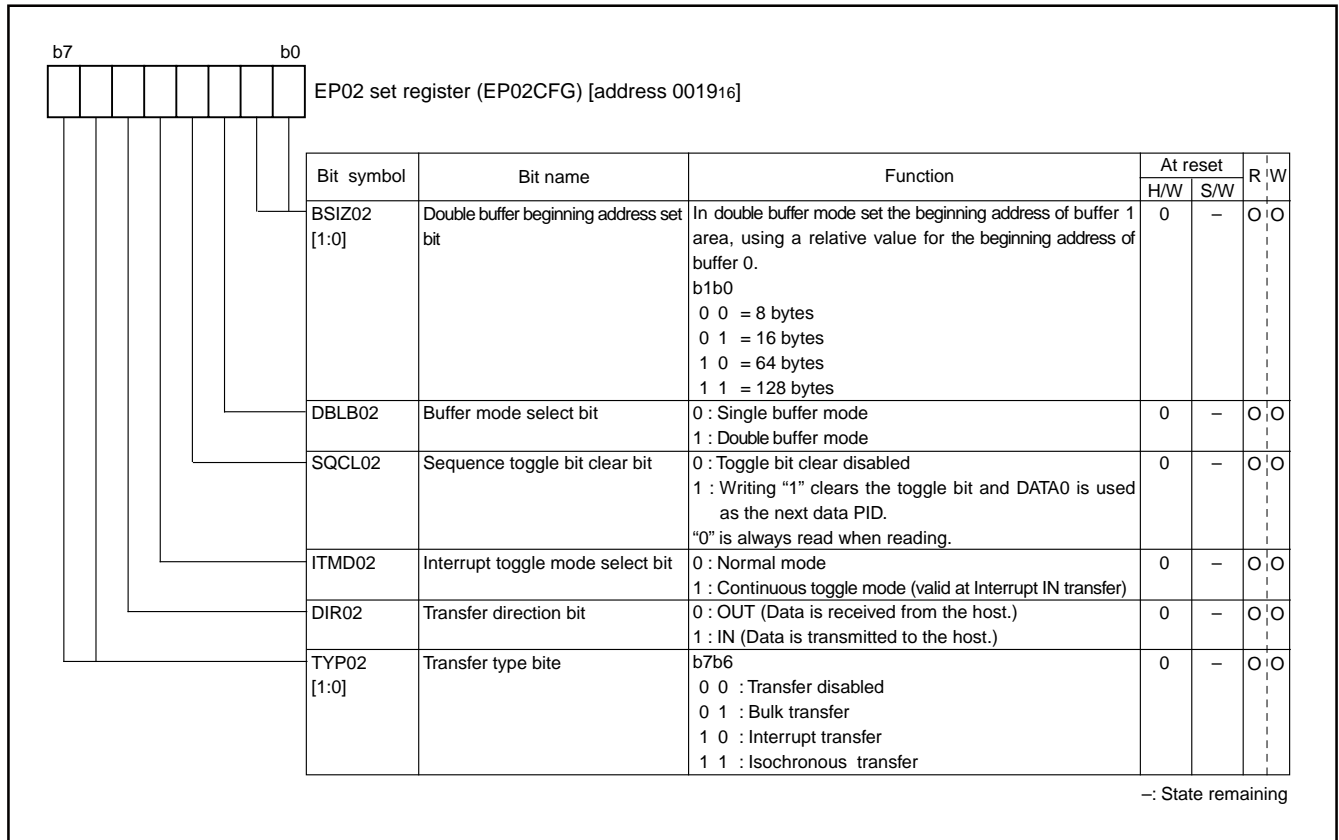 b7 b0
EP02 set register (EP02CFG) [address 001916]
Bit symbol Bit name Function At reset R W
H/W S/W
BSIZ02 Double buffer beginning address set In double buffer mode set the beginning address of buffer 1 0 – O O
[1:0] bit area, using a relative value for the beginning address of
buffer 0.
b1b0
0 0 = 8 bytes
0 1 = 16 bytes
1 0 = 64 bytes
1 1 = 128 bytes
DBLB02 Buffer mode select bit 0 : Single buffer mode 0 – O O
1 : Double buffer mode
SQCL02 Sequence toggle bit clear bit 0 : Toggle bit clear disabled 0 – O O
1 : Writing “1” clears the toggle bit and DATA0 is used
as the next data PID.
“0” is always read when reading.
ITMD02 Interrupt toggle mode select bit 0 : Normal mode 0 – O O
1 : Continuous toggle mode (valid at Interrupt IN transfer)
DIR02 Transfer direction bit 0 : OUT (Data is received from the host.) 0 – O O
1 : IN (Data is transmitted to the host.)
TYP02 Transfer type bite b7b6 0 – O O
[1:0] 0 0 : Transfer disabled
0 1 : Bulk transfer
1 0 : Interrupt transfer
1 1 : Isochronous transfer
–: State remaining